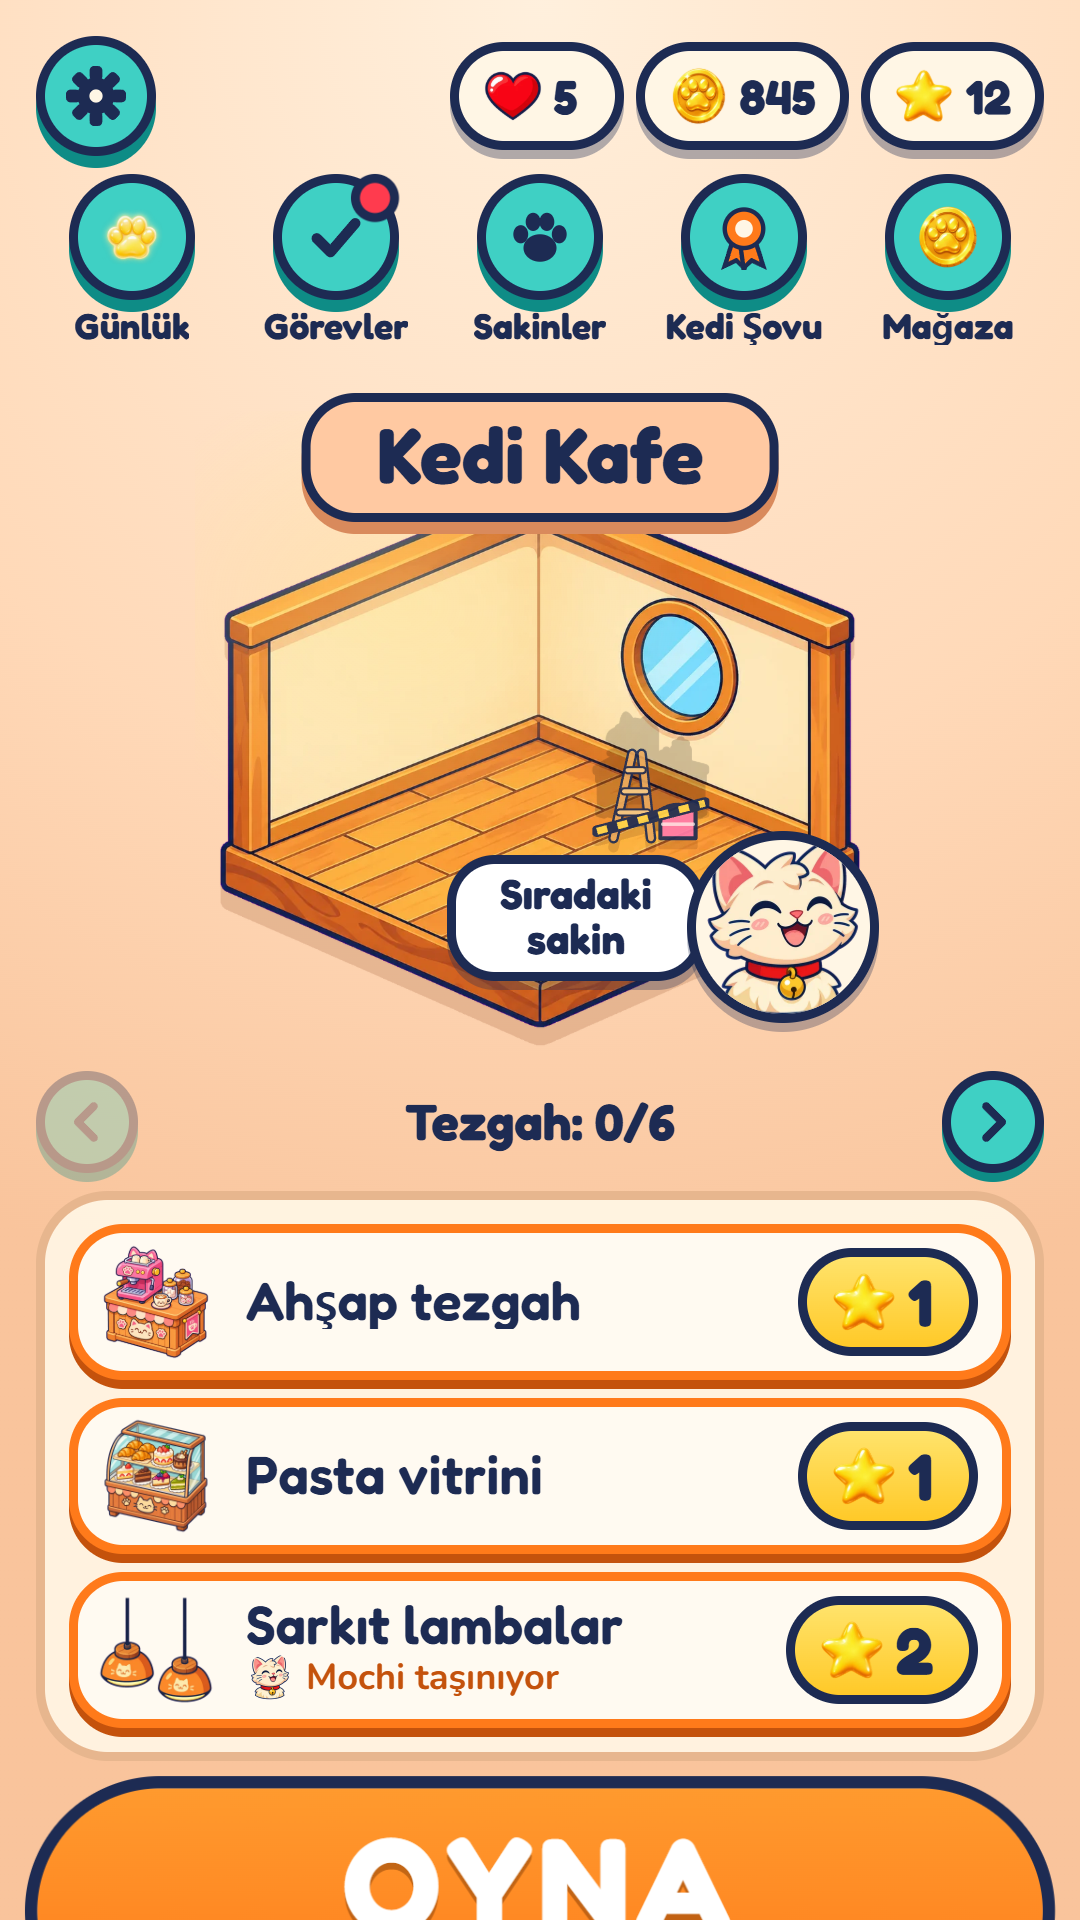 5
845
12
Günlük
Görevler
Sakinler
Kedi Şovu
Mağaza
Kedi Kafe
Sıradaki
sakin
Tezgah: 0/6
Ahşap tezgah
1
Pasta vitrini
1
Sarkıt lambalar
Mochi taşınıyor
2
OYNA